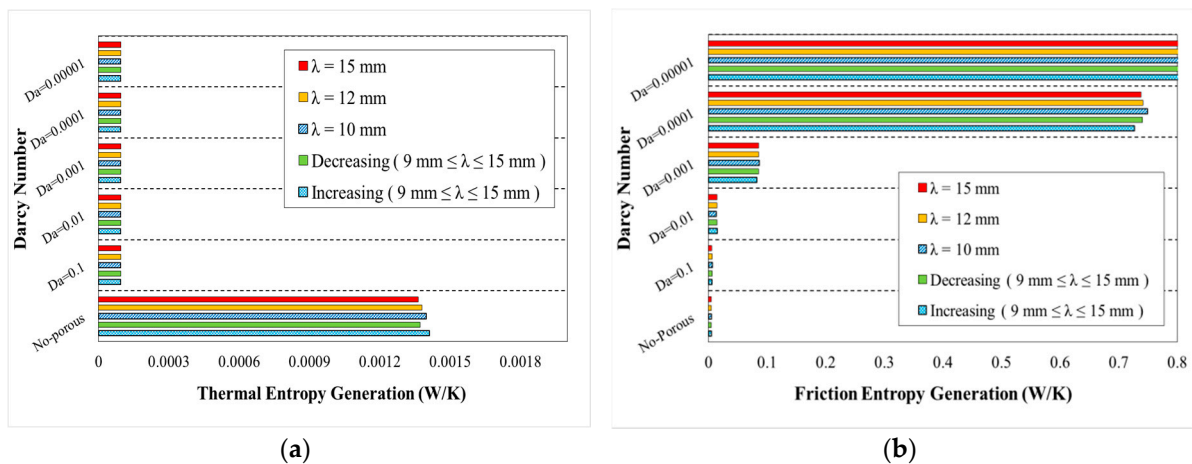 Darcy Number
Da=0.00001
Da=0.0001
Da=0.001
Da=0.01
Da=0.1
No-porous
λ = 15 mm
λ = 12 mm
λ = 10 mm
Decreasing ( 9 mm ≤ λ ≤ 15 mm )
Increasing ( 9 mm ≤ λ ≤ 15 mm )
0 0.0003 0.0006 0.0009 0.0012 0.0015 0.0018
Thermal Entropy Generation (W/K)
(a)
Darcy Number
Da=0.00001
Da=0.0001
Da=0.001
Da=0.01
Da=0.1
No-Porous
λ = 15 mm
λ = 12 mm
λ = 10 mm
Decreasing ( 9 mm ≤ λ ≤ 15 mm )
Increasing ( 9 mm ≤ λ ≤ 15 mm )
0 0.1 0.2 0.3 0.4 0.5 0.6 0.7 0.8
Friction Entropy Generation (W/K)
(b)